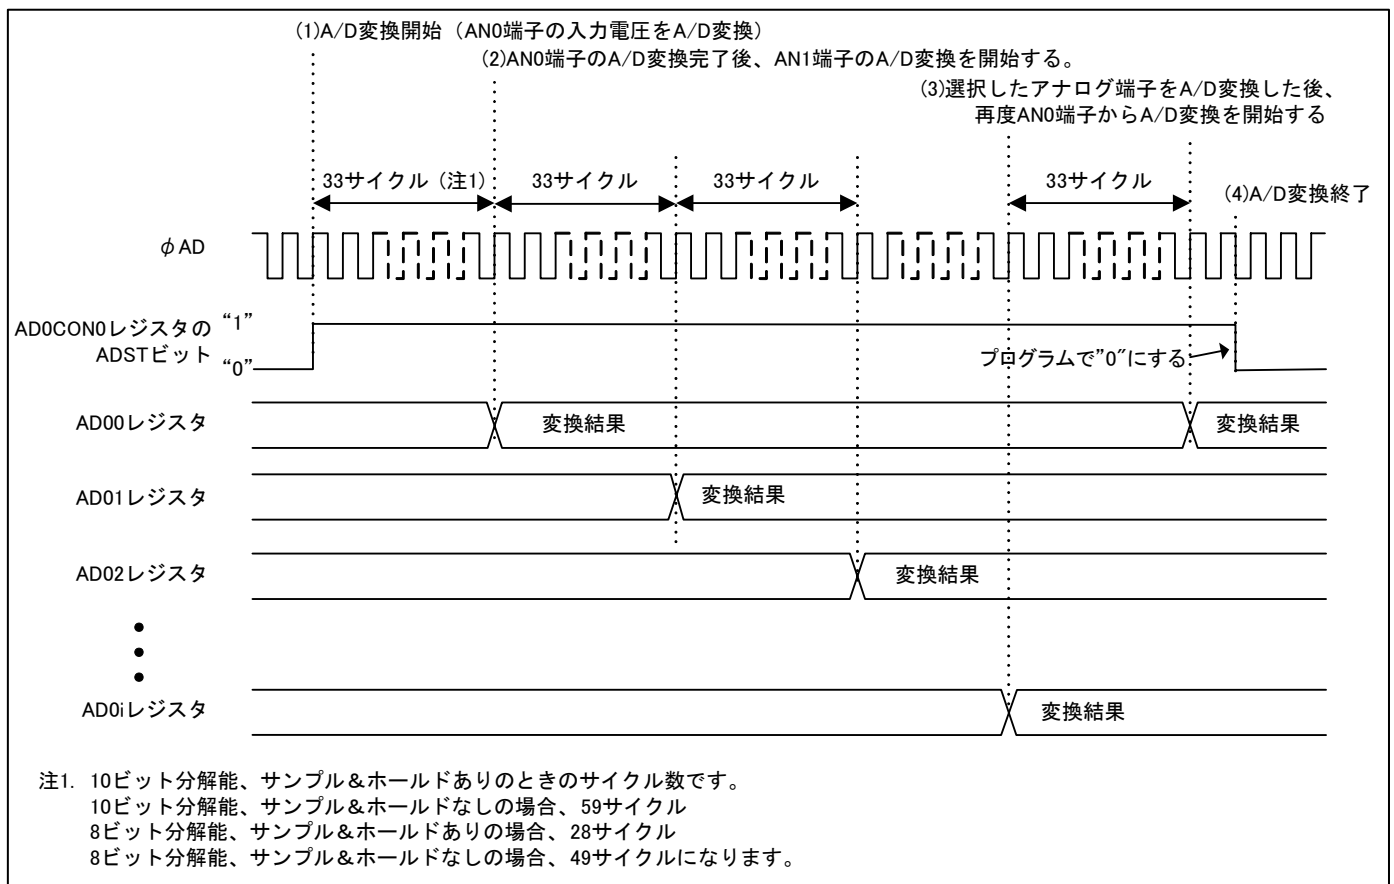 (1)A/D変換開始（AN0端子の入力電圧をA/D変換）
(2)AN0端子のA/D変換完了後、AN1端子のA/D変換を開始する。
(3)選択したアナログ端子をA/D変換した後、
再度AN0端子からA/D変換を開始する
33サイクル（注1）
33サイクル
33サイクル
33サイクル
(4)A/D変換終了
φAD
AD0CON0レジスタの
ADSTビット
“1”
“0”
プログラムで”0”にする
AD00レジスタ
変換結果
変換結果
AD01レジスタ
変換結果
AD02レジスタ
変換結果
AD0iレジスタ
変換結果
注1. 10ビット分解能、サンプル＆ホールドありのときのサイクル数です。
10ビット分解能、サンプル＆ホールドなしの場合、59サイクル
8ビット分解能、サンプル＆ホールドありの場合、28サイクル
8ビット分解能、サンプル＆ホールドなしの場合、49サイクルになります。